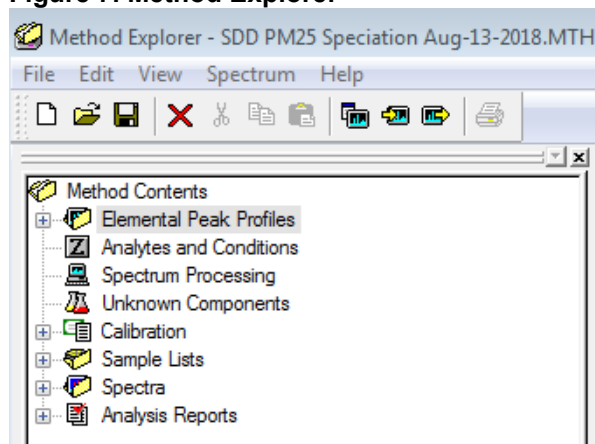 Method Explorer - SDD PM25 Speciation Aug-13-2018.MTH
File Edit View Spectrum Help
Method Contents
Elemental Peak Profiles
Z Analytes and Conditions
Spectrum Processing
Unknown Components
Calibration
Sample Lists
Spectra
Analysis Reports